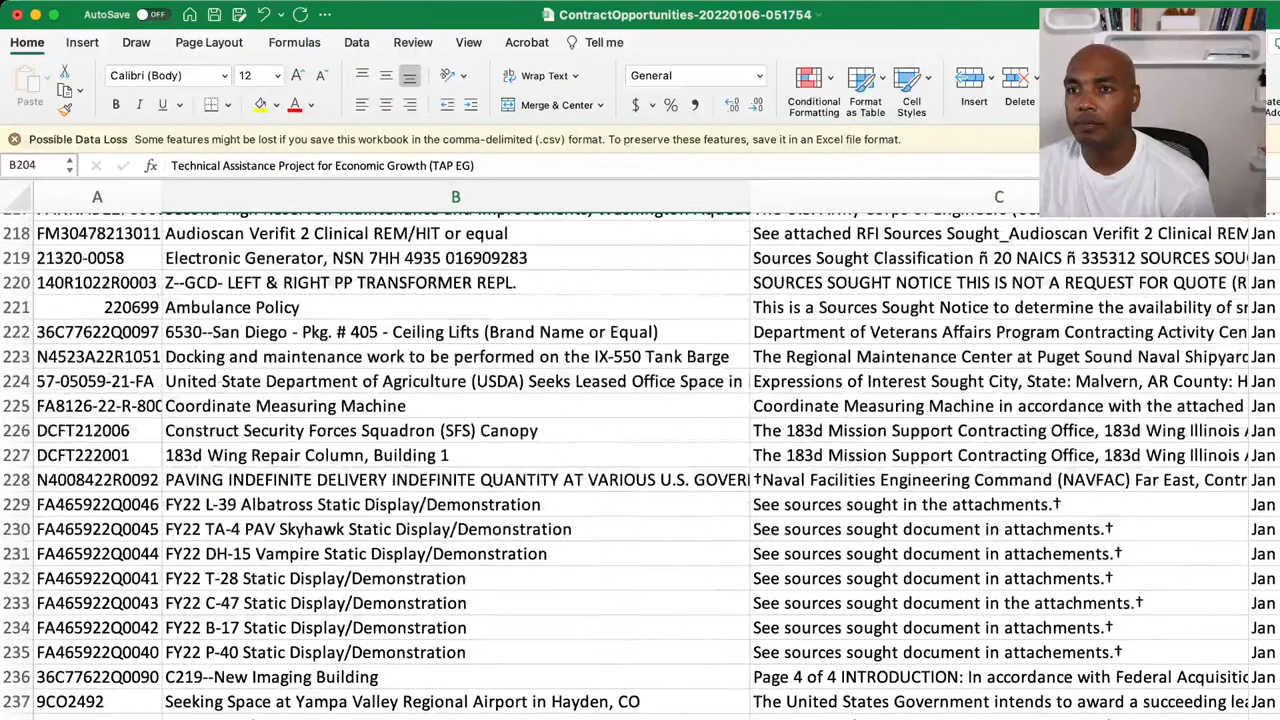 AutoSave OFF
ContractOpportunities-20220106-051754
Home Insert Draw Page Layout Formulas Data Review View Acrobat Tell me
Paste
Calibri (Body) 12
B I U
Wrap Text
Merge & Center
General
$ %
Conditional Formatting
Format as Table
Cell Styles
Insert
Delete
Possible Data Loss Some features might be lost if you save this workbook in the comma-delimited (.csv) format. To preserve these features, save it in an Excel file format.
B204 fx Technical Assistance Project for Economic Growth (TAP EG)
A B C
218 FM30478213011 Audioscan Verifit 2 Clinical REM/HIT or equal See attached RFI Sources Sought_Audioscan Verifit 2 Clinical REM Jan
219 21320-0058 Electronic Generator, NSN 7HH 4935 016909283 Sources Sought Classification ñ 20 NAICS ñ 335312 SOURCES SOU Jan
220 140R1022R0003 Z--GCD- LEFT & RIGHT PP TRANSFORMER REPL. SOURCES SOUGHT NOTICE THIS IS NOT A REQUEST FOR QUOTE (R Jan
221 220699 Ambulance Policy This is a Sources Sought Notice to determine the availability of sr Jan
222 36C77622Q0097 6530--San Diego - Pkg. # 405 - Ceiling Lifts (Brand Name or Equal) Department of Veterans Affairs Program Contracting Activity Cen Jan
223 N4523A22R1051 Docking and maintenance work to be performed on the IX-550 Tank Barge The Regional Maintenance Center at Puget Sound Naval Shipyard Jan
224 57-05059-21-FA United State Department of Agriculture (USDA) Seeks Leased Office Space in Expressions of Interest Sought City, State: Malvern, AR County: H Jan
225 FA8126-22-R-800 Coordinate Measuring Machine Coordinate Measuring Machine in accordance with the attached Jan
226 DCFT212006 Construct Security Forces Squadron (SFS) Canopy The 183d Mission Support Contracting Office, 183d Wing Illinois Jan
227 DCFT222001 183d Wing Repair Column, Building 1 The 183d Mission Support Contracting Office, 183d Wing Illinois Jan
228 N4008422R0092 PAVING INDEFINITE DELIVERY INDEFINITE QUANTITY AT VARIOUS U.S. GOVERI †Naval Facilities Engineering Command (NAVFAC) Far East, Contr Jan
229 FA465922Q0046 FY22 L-39 Albatross Static Display/Demonstration See sources sought in the attachments.† Jan
230 FA465922Q0045 FY22 TA-4 PAV Skyhawk Static Display/Demonstration See sources sought document in attachments.† Jan
231 FA465922Q0044 FY22 DH-15 Vampire Static Display/Demonstration See sources sought document in attachements.† Jan
232 FA465922Q0041 FY22 T-28 Static Display/Demonstration See sources sought document in attachments.† Jan
233 FA465922Q0043 FY22 C-47 Static Display/Demonstration See sources sought document in the attachments.† Jan
234 FA465922Q0042 FY22 B-17 Static Display/Demonstration See sources sought document in attachments.† Jan
235 FA465922Q0040 FY22 P-40 Static Display/Demonstration See sources sought document in attachments.† Jan
236 36C77622Q0090 C219--New Imaging Building Page 4 of 4 INTRODUCTION: In accordance with Federal Acquisitic Jan
237 9CO2492 Seeking Space at Yampa Valley Regional Airport in Hayden, CO The United States Government intends to award a succeeding lea Jan